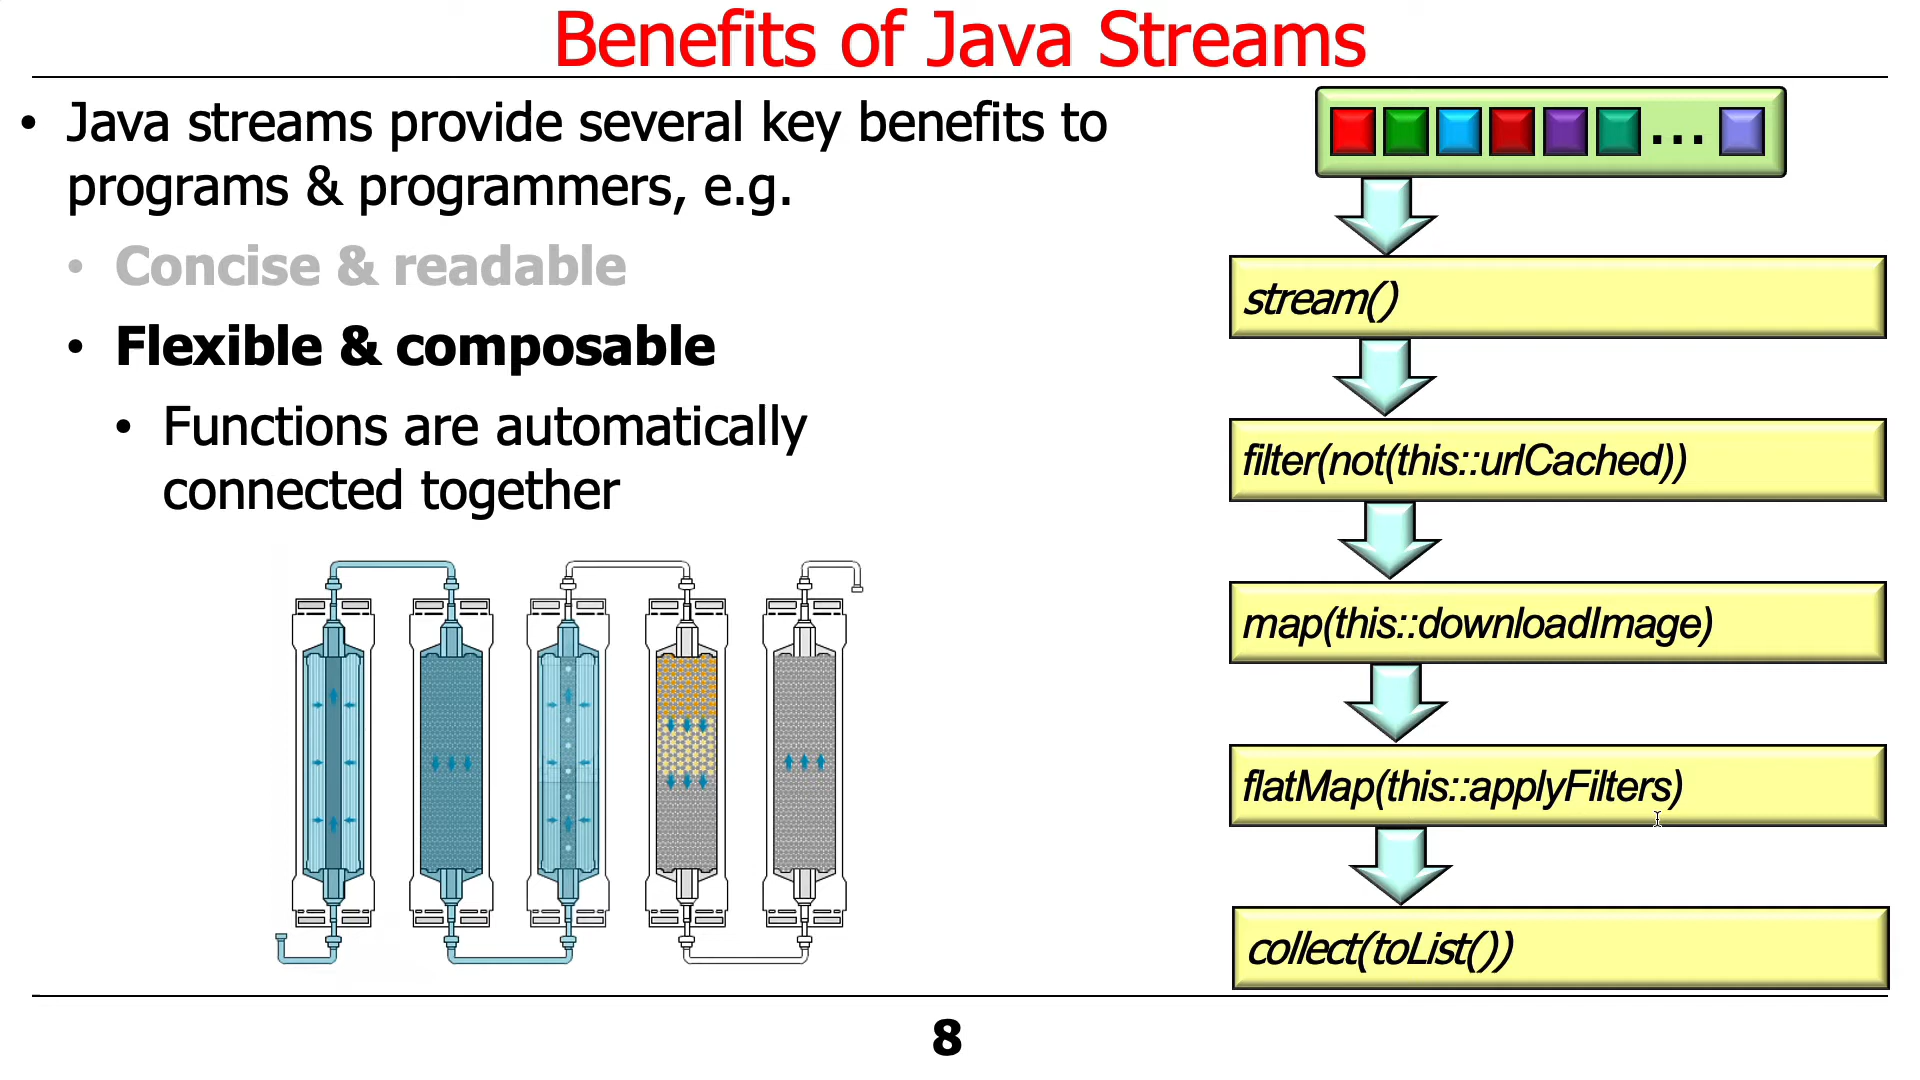 Benefits of Java Streams
• Java streams provide several key benefits to
programs & programmers, e.g.
• Concise & readable
• Flexible & composable
• Functions are automatically
connected together
...
stream()
filter(not(this::urlCached))
map(this::downloadImage)
flatMap(this::applyFilters)
collect(toList())
8